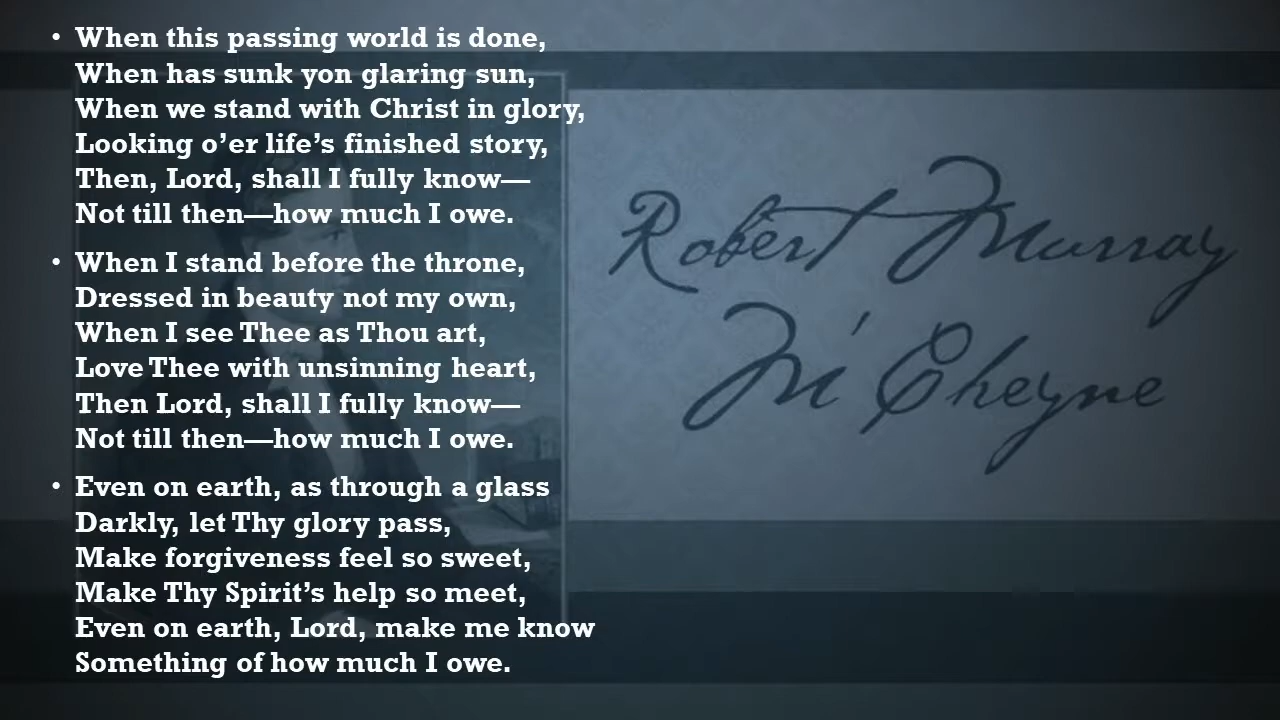 • When this passing world is done,
When has sunk yon glaring sun,
When we stand with Christ in glory,
Looking o’er life’s finished story,
Then, Lord, shall I fully know—
Not till then—how much I owe.
• When I stand before the throne,
Dressed in beauty not my own,
When I see Thee as Thou art,
Love Thee with unsinning heart,
Then Lord, shall I fully know—
Not till then—how much I owe.
• Even on earth, as through a glass
Darkly, let Thy glory pass,
Make forgiveness feel so sweet,
Make Thy Spirit’s help so meet,
Even on earth, Lord, make me know
Something of how much I owe.
Robert Murray
M'Cheyne